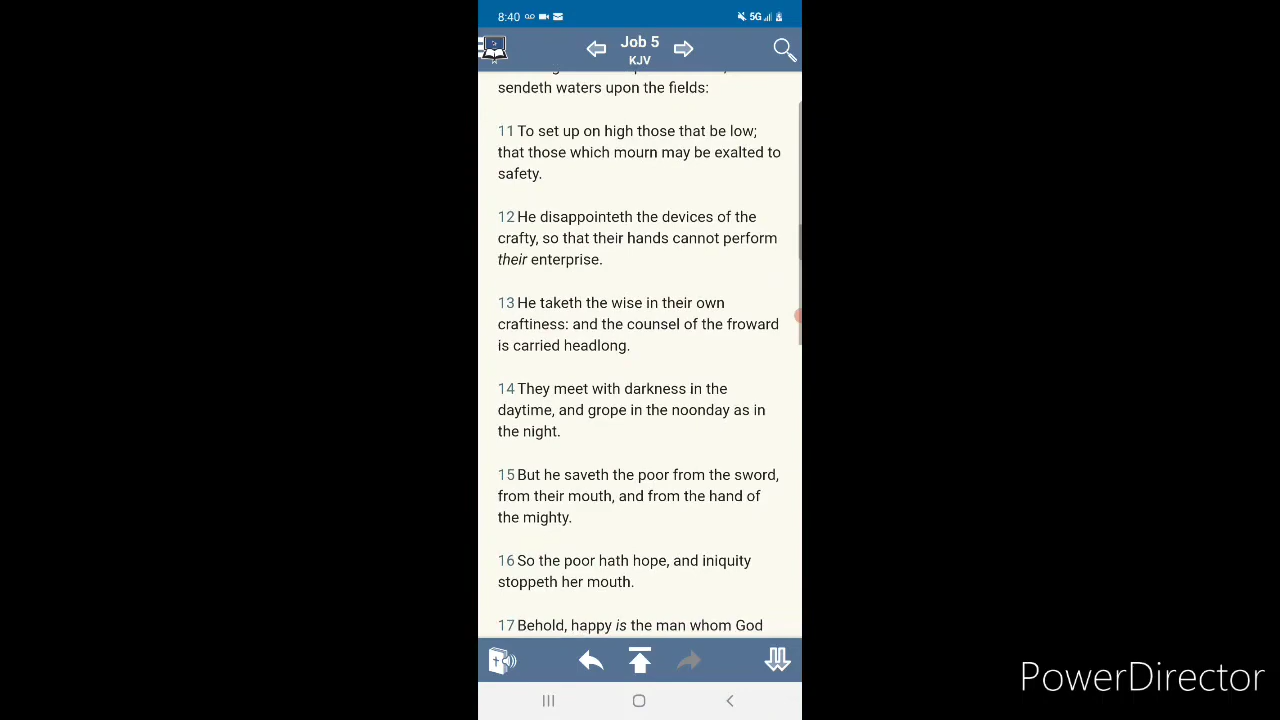 8:40
5G
Job 5
KJV
sendeth waters upon the fields:
11 To set up on high those that be low;
that those which mourn may be exalted to
safety.
12 He disappointeth the devices of the
crafty, so that their hands cannot perform
their enterprise.
13 He taketh the wise in their own
craftiness: and the counsel of the froward
is carried headlong.
14 They meet with darkness in the
daytime, and grope in the noonday as in
the night.
15 But he saveth the poor from the sword,
from their mouth, and from the hand of
the mighty.
16 So the poor hath hope, and iniquity
stoppeth her mouth.
17 Behold, happy is the man whom God
PowerDirector